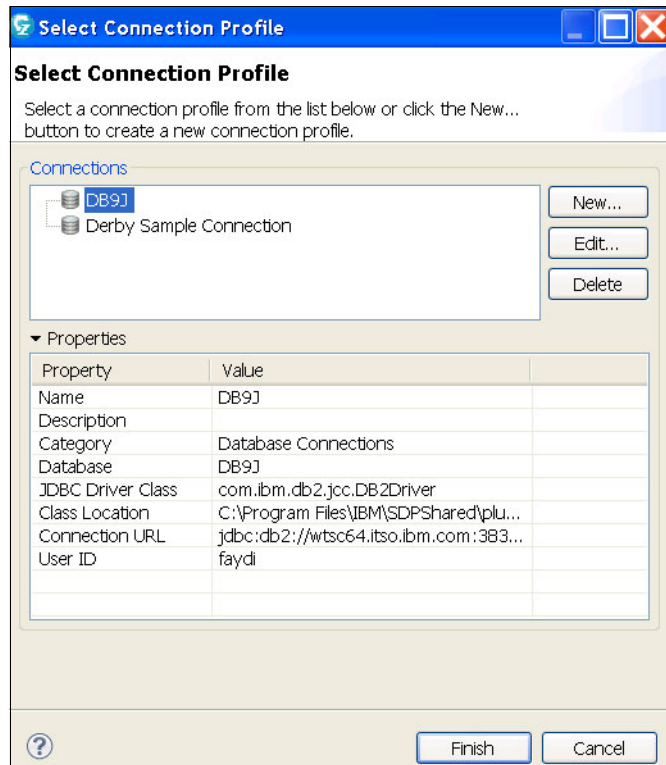 Select Connection Profile
Select Connection Profile
Select a connection profile from the list below or click the New...
button to create a new connection profile.
Connections
DB9J
Derby Sample Connection
New...
Edit...
Delete
Properties
Property Value
Name DB9J
Description
Category Database Connections
Database DB9J
JDBC Driver Class com.ibm.db2.jcc.DB2Driver
Class Location C:\Program Files\IBM\SDPShared\plu...
Connection URL jdbc:db2://wtsc64.itso.ibm.com:383...
User ID faydi
?
Finish Cancel